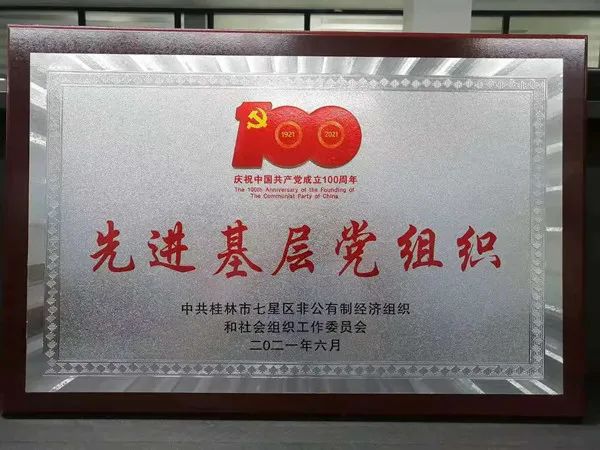 100
1921 2021
庆祝中国共产党成立100周年
The 100th Anniversary of the Founding of
The Communist Party of China
先进基层党组织
中共桂林市七星区非公有制经济组织
和社会组织工作委员会
二〇二一年六月